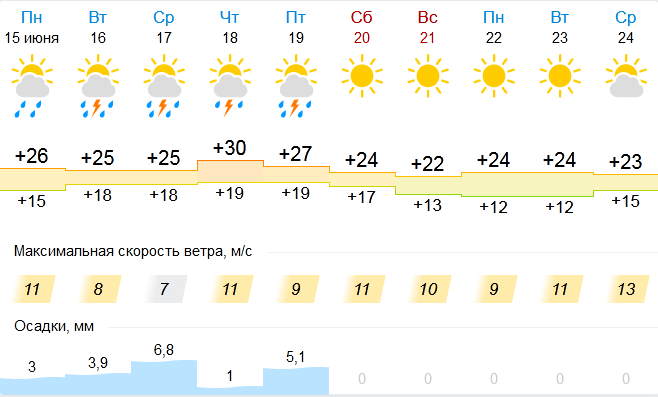 Пн Вт Ср Чт Пт Сб Вс Пн Вт Ср
15 июня 16 17 18 19 20 21 22 23 24
+26 +25 +25 +30 +27 +24 +22 +24 +24 +23
+15 +18 +18 +19 +19 +17 +13 +12 +12 +15
Максимальная скорость ветра, м/с
11 8 7 11 9 11 10 9 11 13
Осадки, мм
3 3,9 6,8 1 5,1 0 0 0 0 0